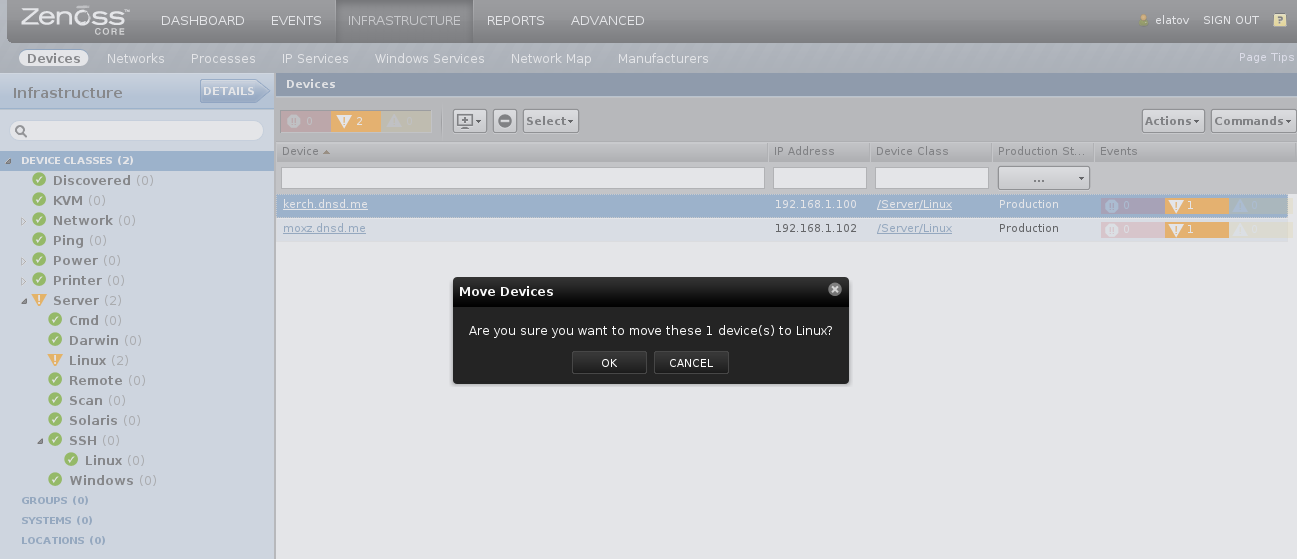 Zenoss™ CORE DASHBOARD EVENTS INFRASTRUCTURE REPORTS ADVANCED elatov SIGN OUT ?
Devices Networks Processes IP Services Windows Services Network Map Manufacturers Page Tips
Infrastructure DETAILS
Devices
0 2 Select Actions Commands
DEVICE CLASSES (2)
Discovered (0)
KVM (0)
Network (0)
Ping (0)
Power (0)
Printer (0)
Server (2)
Cmd (0)
Darwin (0)
Linux (2)
Remote (0)
Scan (0)
Solaris (0)
SSH (0)
Linux (0)
Windows (0)
GROUPS (0)
SYSTEMS (0)
LOCATIONS (0)
Device IP Address Device Class Production St... Events
...
kerch.dnsd.me 192.168.1.100 /Server/Linux Production 0 1
moxz.dnsd.me 192.168.1.102 /Server/Linux Production 0 1
Move Devices
Are you sure you want to move these 1 device(s) to Linux?
OK CANCEL